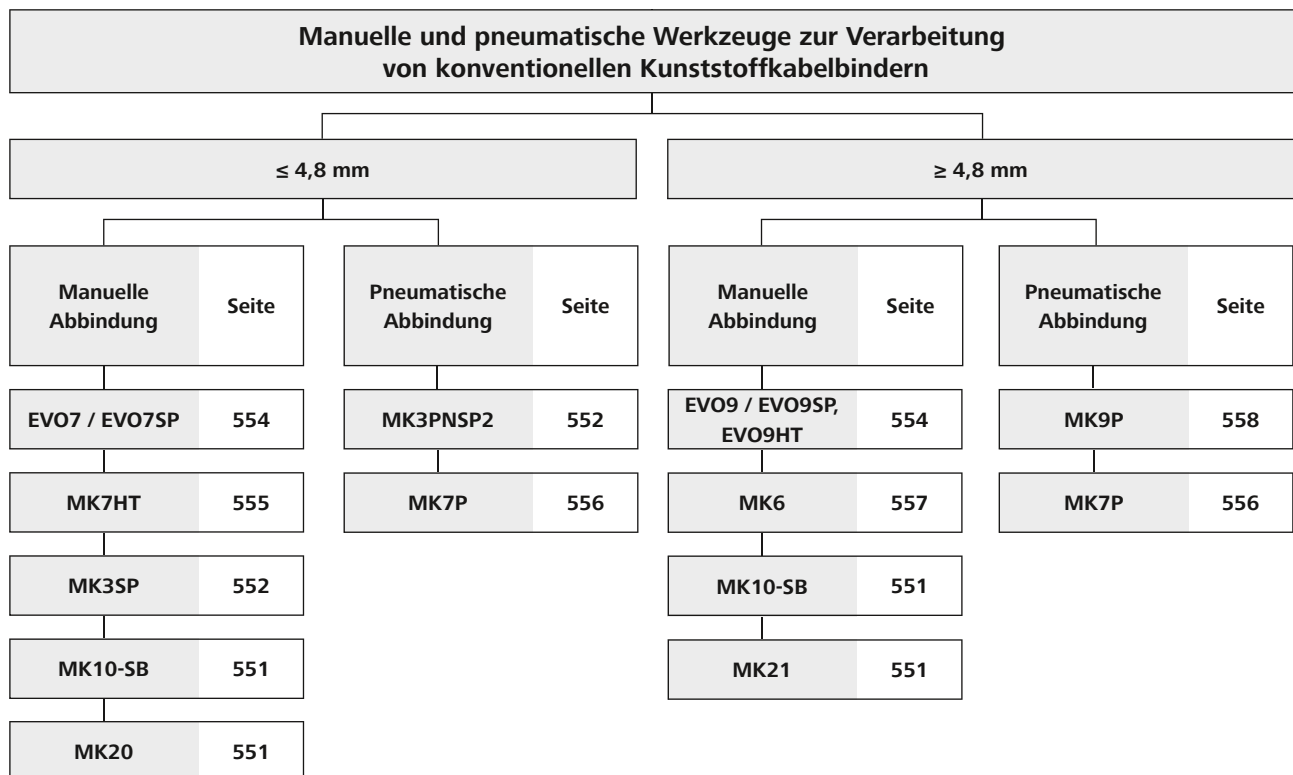 Manuelle und pneumatische Werkzeuge zur Verarbeitung
von konventionellen Kunststoffkabelbindern
≤ 4,8 mm
≥ 4,8 mm
Manuelle
Abbindung
Seite
EVO7 / EVO7SP
554
MK7HT
555
MK3SP
552
MK10-SB
551
MK20
551
Pneumatische
Abbindung
Seite
MK3PNSP2
552
MK7P
556
Manuelle
Abbindung
Seite
EVO9 / EVO9SP,
EVO9HT
554
MK6
557
MK10-SB
551
MK21
551
Pneumatische
Abbindung
Seite
MK9P
558
MK7P
556